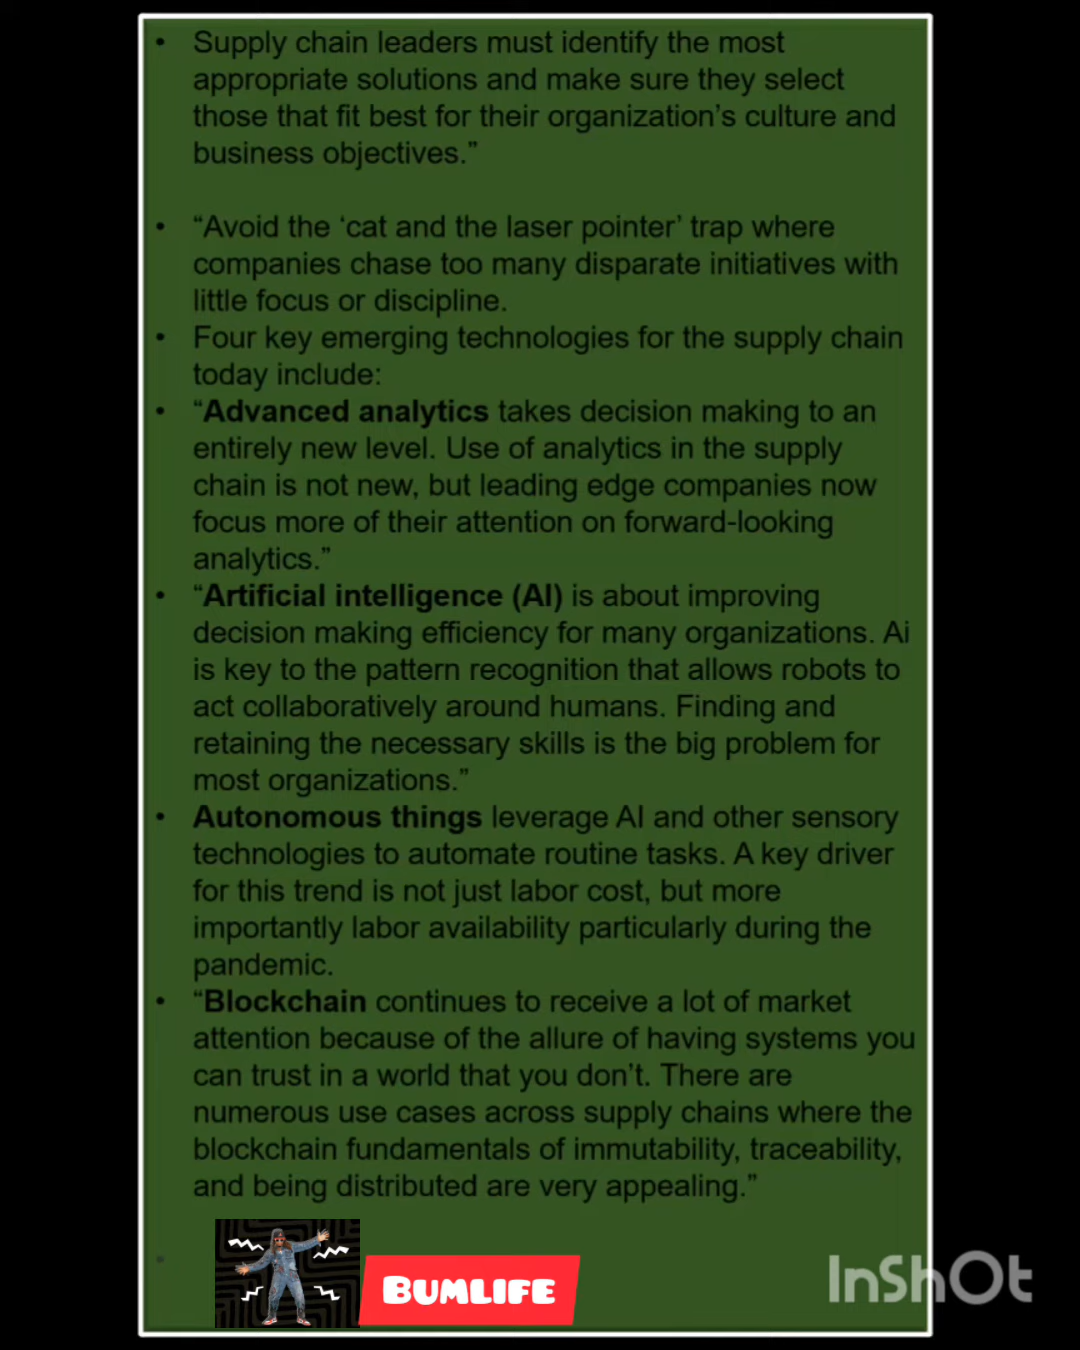 • Supply chain leaders must identify the most
appropriate solutions and make sure they select
those that fit best for their organization’s culture and
business objectives.”
• “Avoid the ‘cat and the laser pointer’ trap where
companies chase too many disparate initiatives with
little focus or discipline.
• Four key emerging technologies for the supply chain
today include:
• “Advanced analytics takes decision making to an
entirely new level. Use of analytics in the supply
chain is not new, but leading edge companies now
focus more of their attention on forward-looking
analytics.”
• “Artificial intelligence (AI) is about improving
decision making efficiency for many organizations. Ai
is key to the pattern recognition that allows robots to
act collaboratively around humans. Finding and
retaining the necessary skills is the big problem for
most organizations.”
• Autonomous things leverage AI and other sensory
technologies to automate routine tasks. A key driver
for this trend is not just labor cost, but more
importantly labor availability particularly during the
pandemic.
• “Blockchain continues to receive a lot of market
attention because of the allure of having systems you
can trust in a world that you don’t. There are
numerous use cases across supply chains where the
blockchain fundamentals of immutability, traceability,
and being distributed are very appealing.”
•
BUMLIFE
InShOt